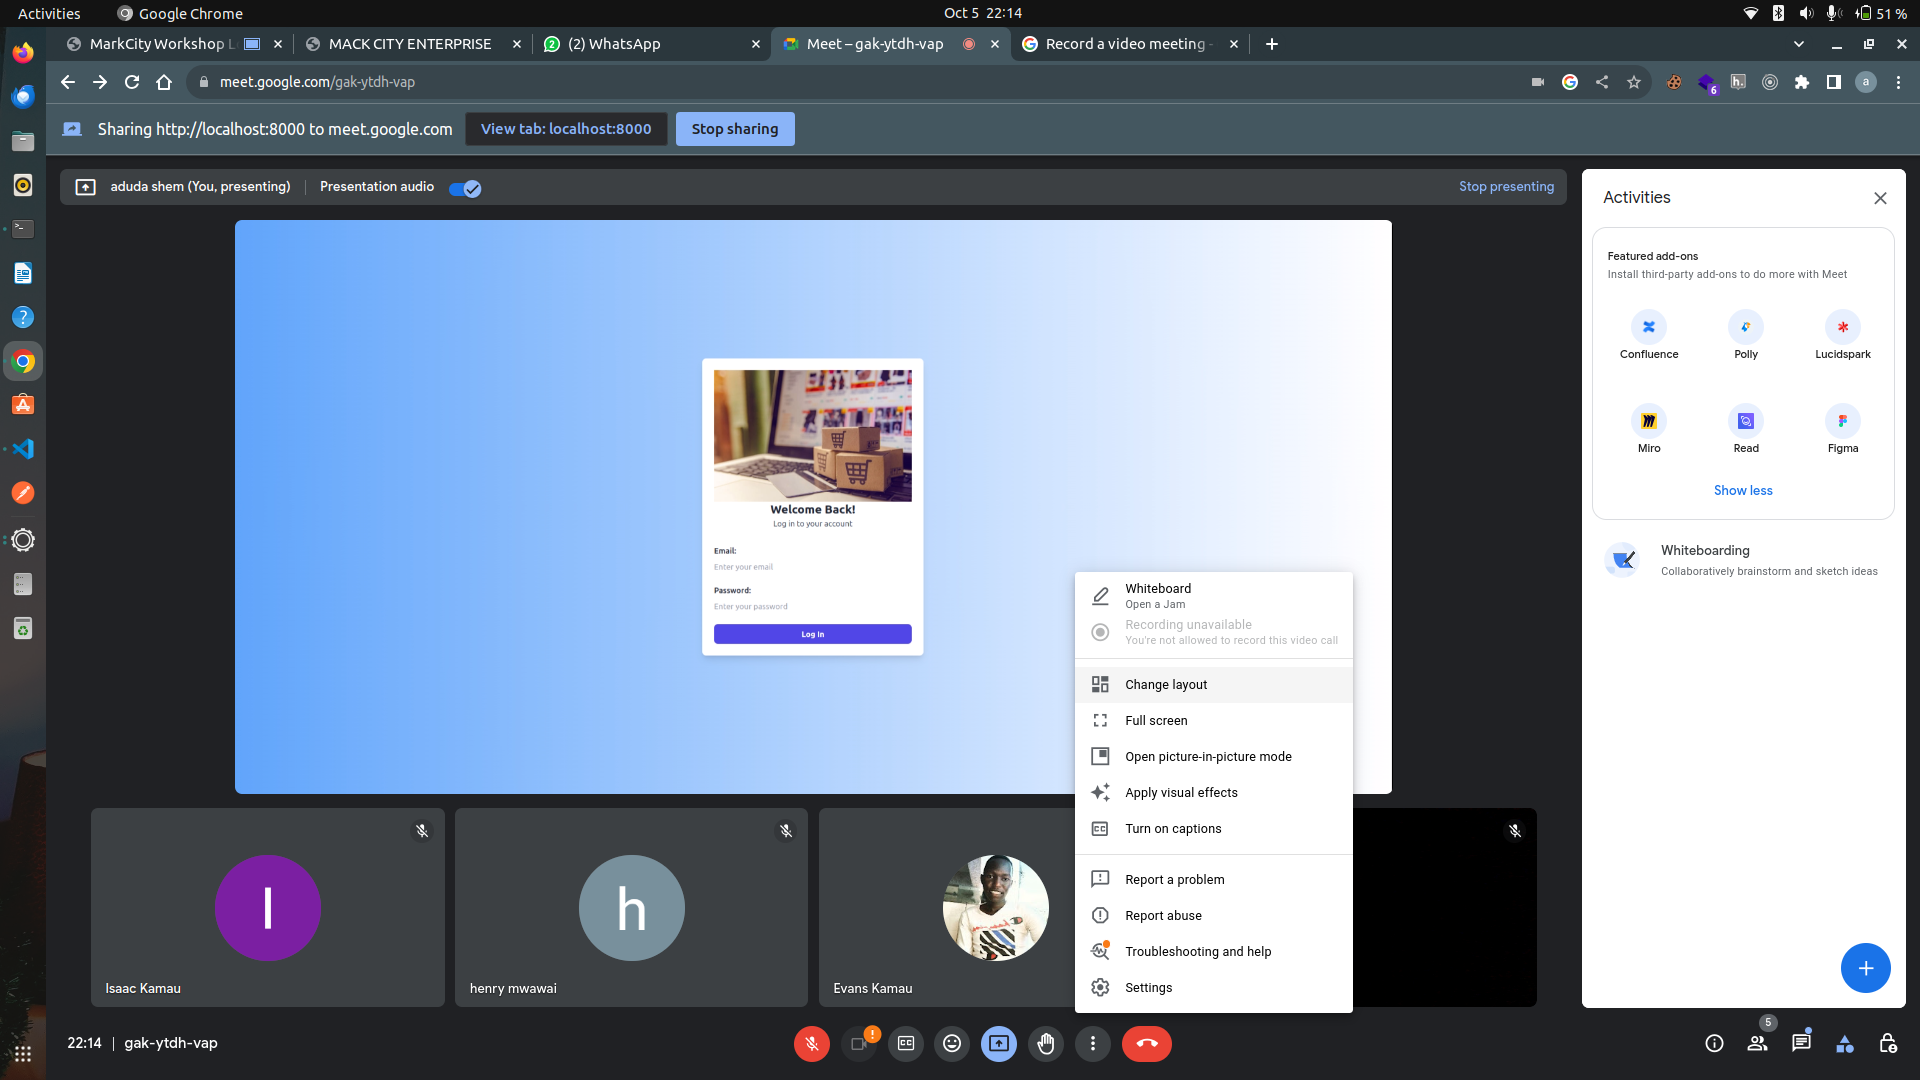 Activities
Google Chrome
Oct 5 22:14
51 %
MarkCity Workshop L
MACK CITY ENTERPRISE
(2) WhatsApp
Meet – gak-ytdh-vap
Record a video meeting -
meet.google.com/gak-ytdh-vap
h.
6
a
Sharing http://localhost:8000 to meet.google.com
View tab: localhost:8000
Stop sharing
aduda shem (You, presenting)
Presentation audio
Stop presenting
Welcome Back!
Log in to your account
Email:
Enter your email
Password:
Enter your password
Log In
Whiteboard
Open a Jam
Recording unavailable
You're not allowed to record this video call
Change layout
Full screen
Open picture-in-picture mode
Apply visual effects
Turn on captions
Report a problem
Report abuse
Troubleshooting and help
Settings
Activities
Featured add-ons
Install third-party add-ons to do more with Meet
Confluence
Polly
Lucidspark
Miro
Read
Figma
Show less
Whiteboarding
Collaboratively brainstorm and sketch ideas
I
h
Isaac Kamau
henry mwawai
Evans Kamau
22:14 | gak-ytdh-vap
5